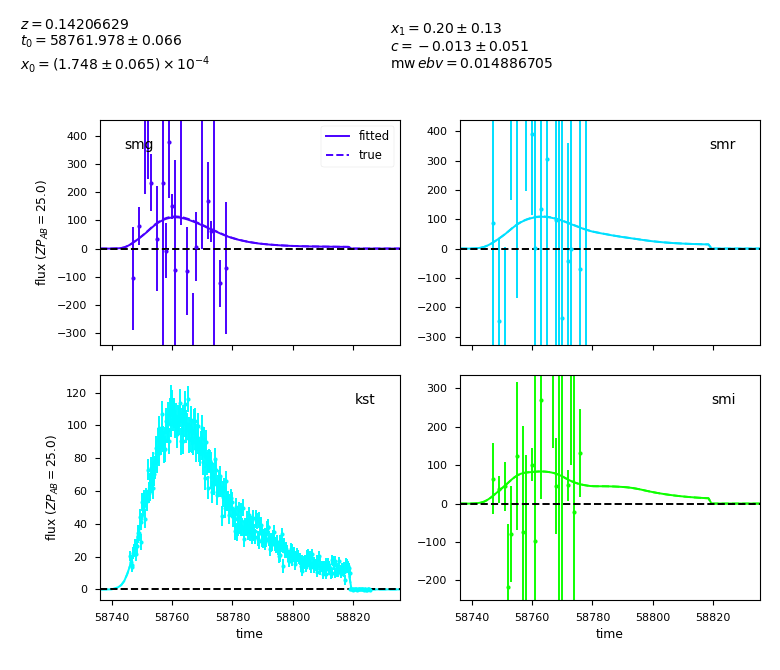 z = 0.14206629
t₀ = 58761.978 ± 0.066
x₀ = (1.748 ± 0.065) × 10⁻⁴
x₁ = 0.20 ± 0.13
c = −0.013 ± 0.051
mw ebv = 0.014886705
smg
fitted
true
400
300
200
100
0
−100
−200
−300
flux (ZP_AB = 25.0)
smr
400
300
200
100
0
−100
−200
−300
kst
120
100
80
60
40
20
0
flux (ZP_AB = 25.0)
58740 58760 58780 58800 58820
time
smi
300
200
100
0
−100
−200
58740 58760 58780 58800 58820
time